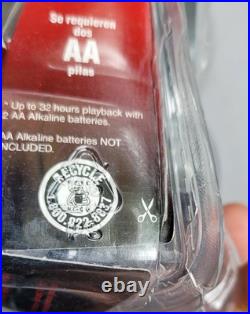 Se requieren
dos
AA
pilas
* Up to 32 hours playback with
2 AA Alkaline batteries.
AA Alkaline batteries NOT
INCLUDED.
RECYCLE
1-800-822-8837